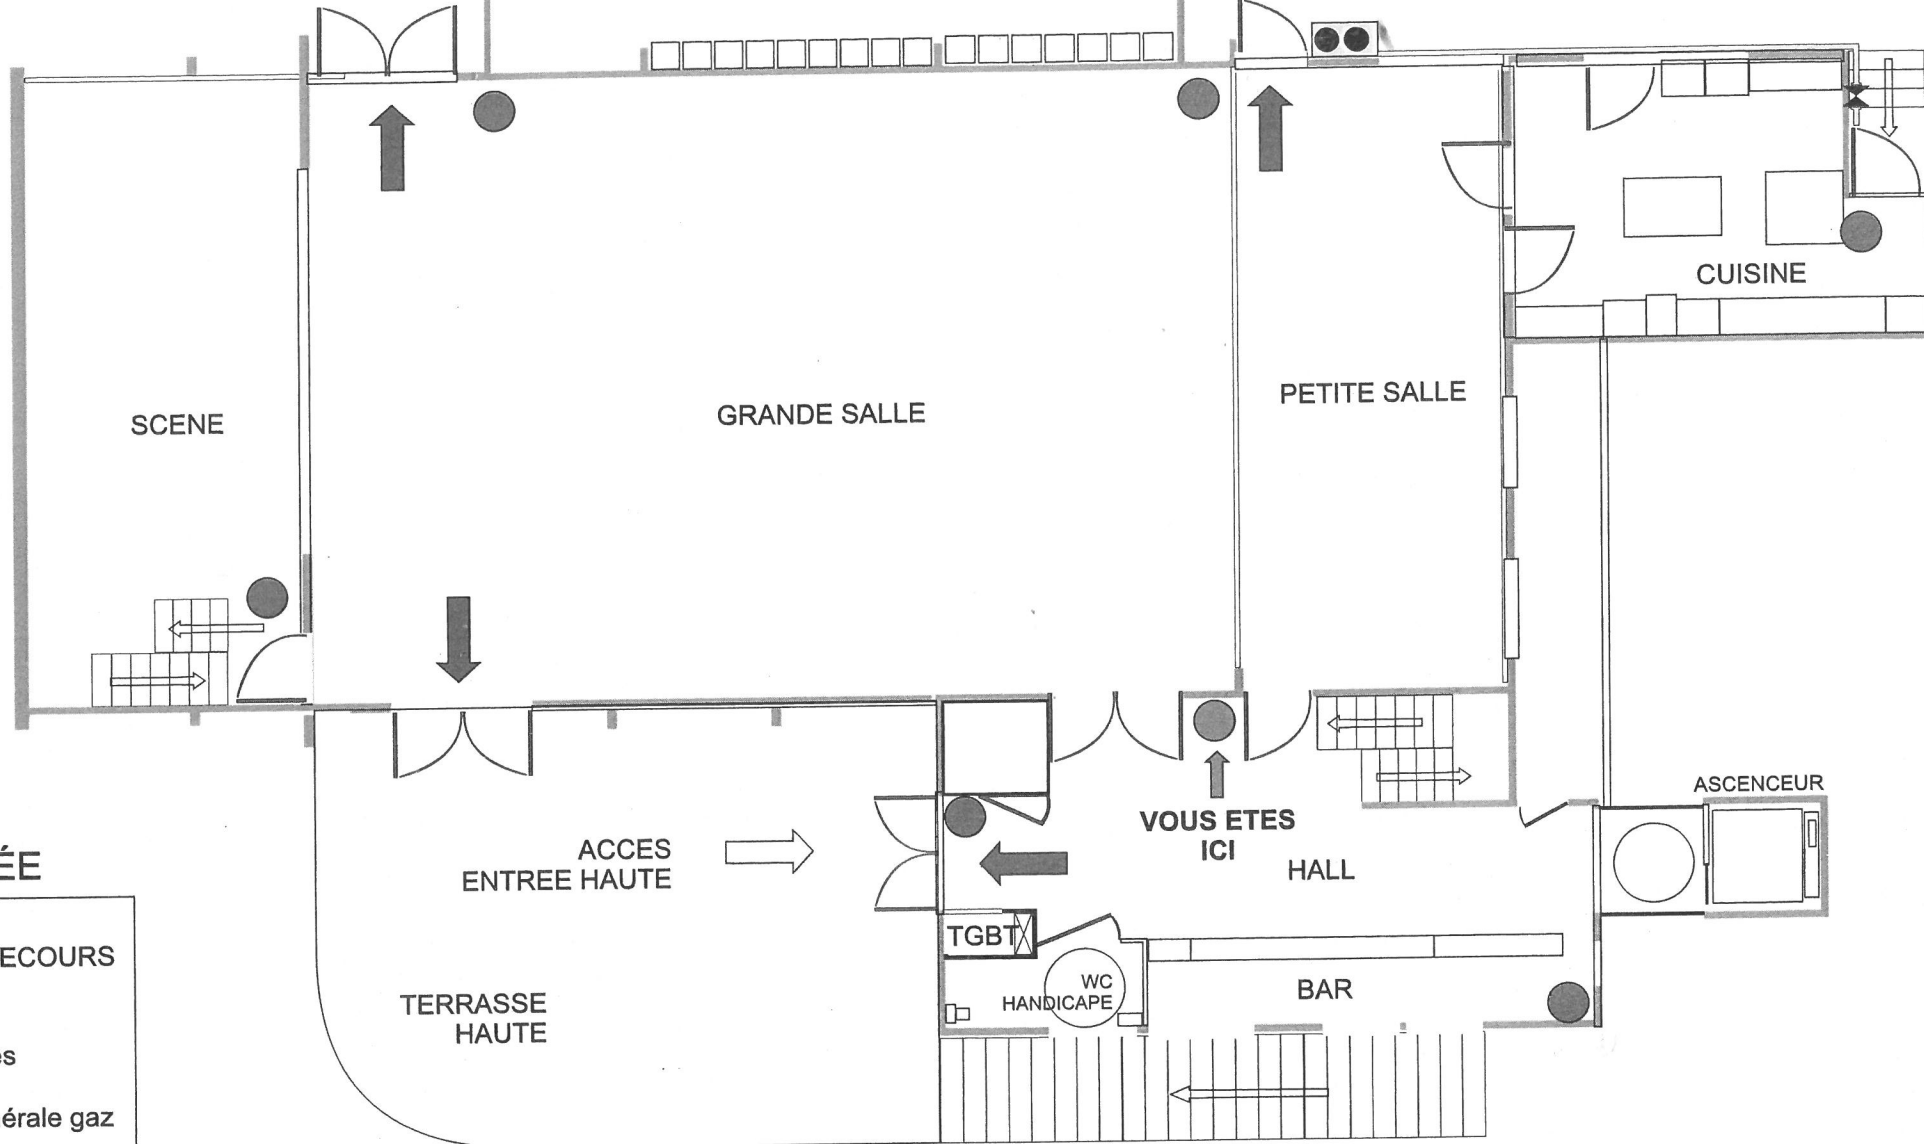 CUISINE
PETITE SALLE
GRANDE SALLE
SCENE
ASCENCEUR
VOUS ETES
ICI
HALL
ACCES
ENTREE HAUTE
TGBT
WC
HANDICAPE
BAR
TERRASSE
HAUTE
ÉE
ECOURS
es
érale gaz